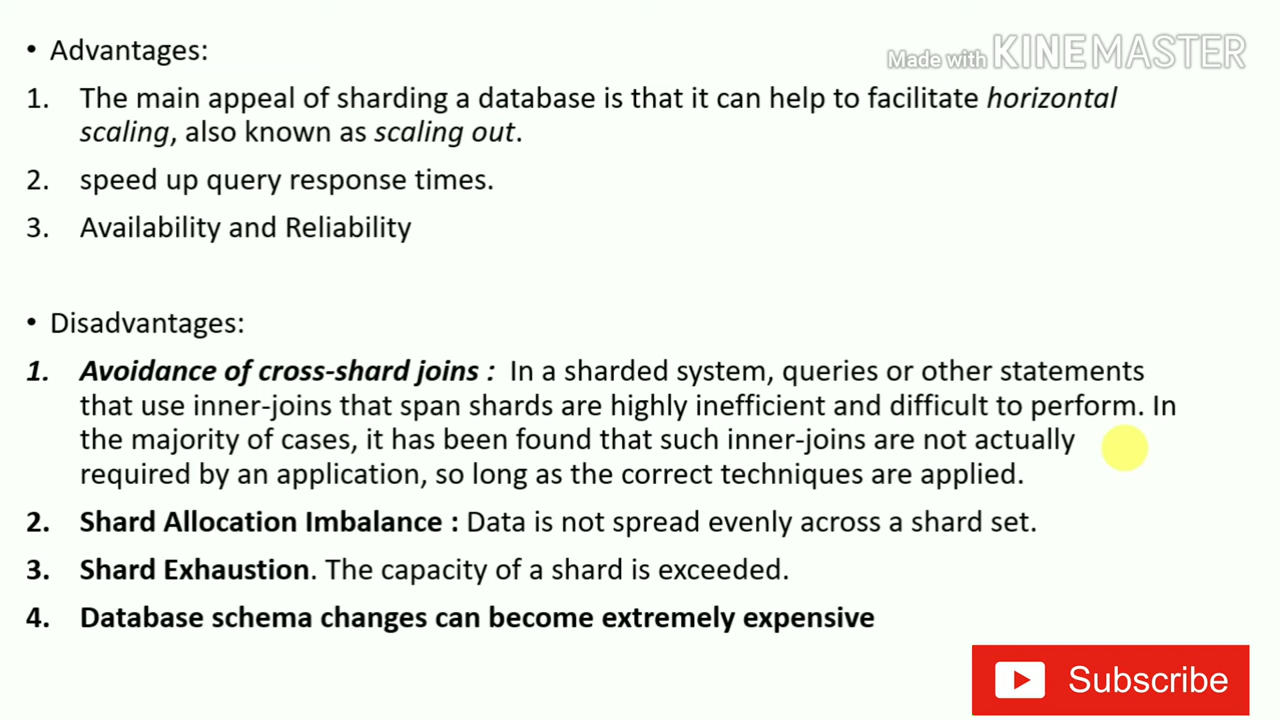 • Advantages:
Made with KINEMASTER
1. The main appeal of sharding a database is that it can help to facilitate horizontal
scaling, also known as scaling out.
2. speed up query response times.
3. Availability and Reliability
• Disadvantages:
1. Avoidance of cross-shard joins : In a sharded system, queries or other statements
that use inner-joins that span shards are highly inefficient and difficult to perform. In
the majority of cases, it has been found that such inner-joins are not actually
required by an application, so long as the correct techniques are applied.
2. Shard Allocation Imbalance : Data is not spread evenly across a shard set.
3. Shard Exhaustion. The capacity of a shard is exceeded.
4. Database schema changes can become extremely expensive
Subscribe